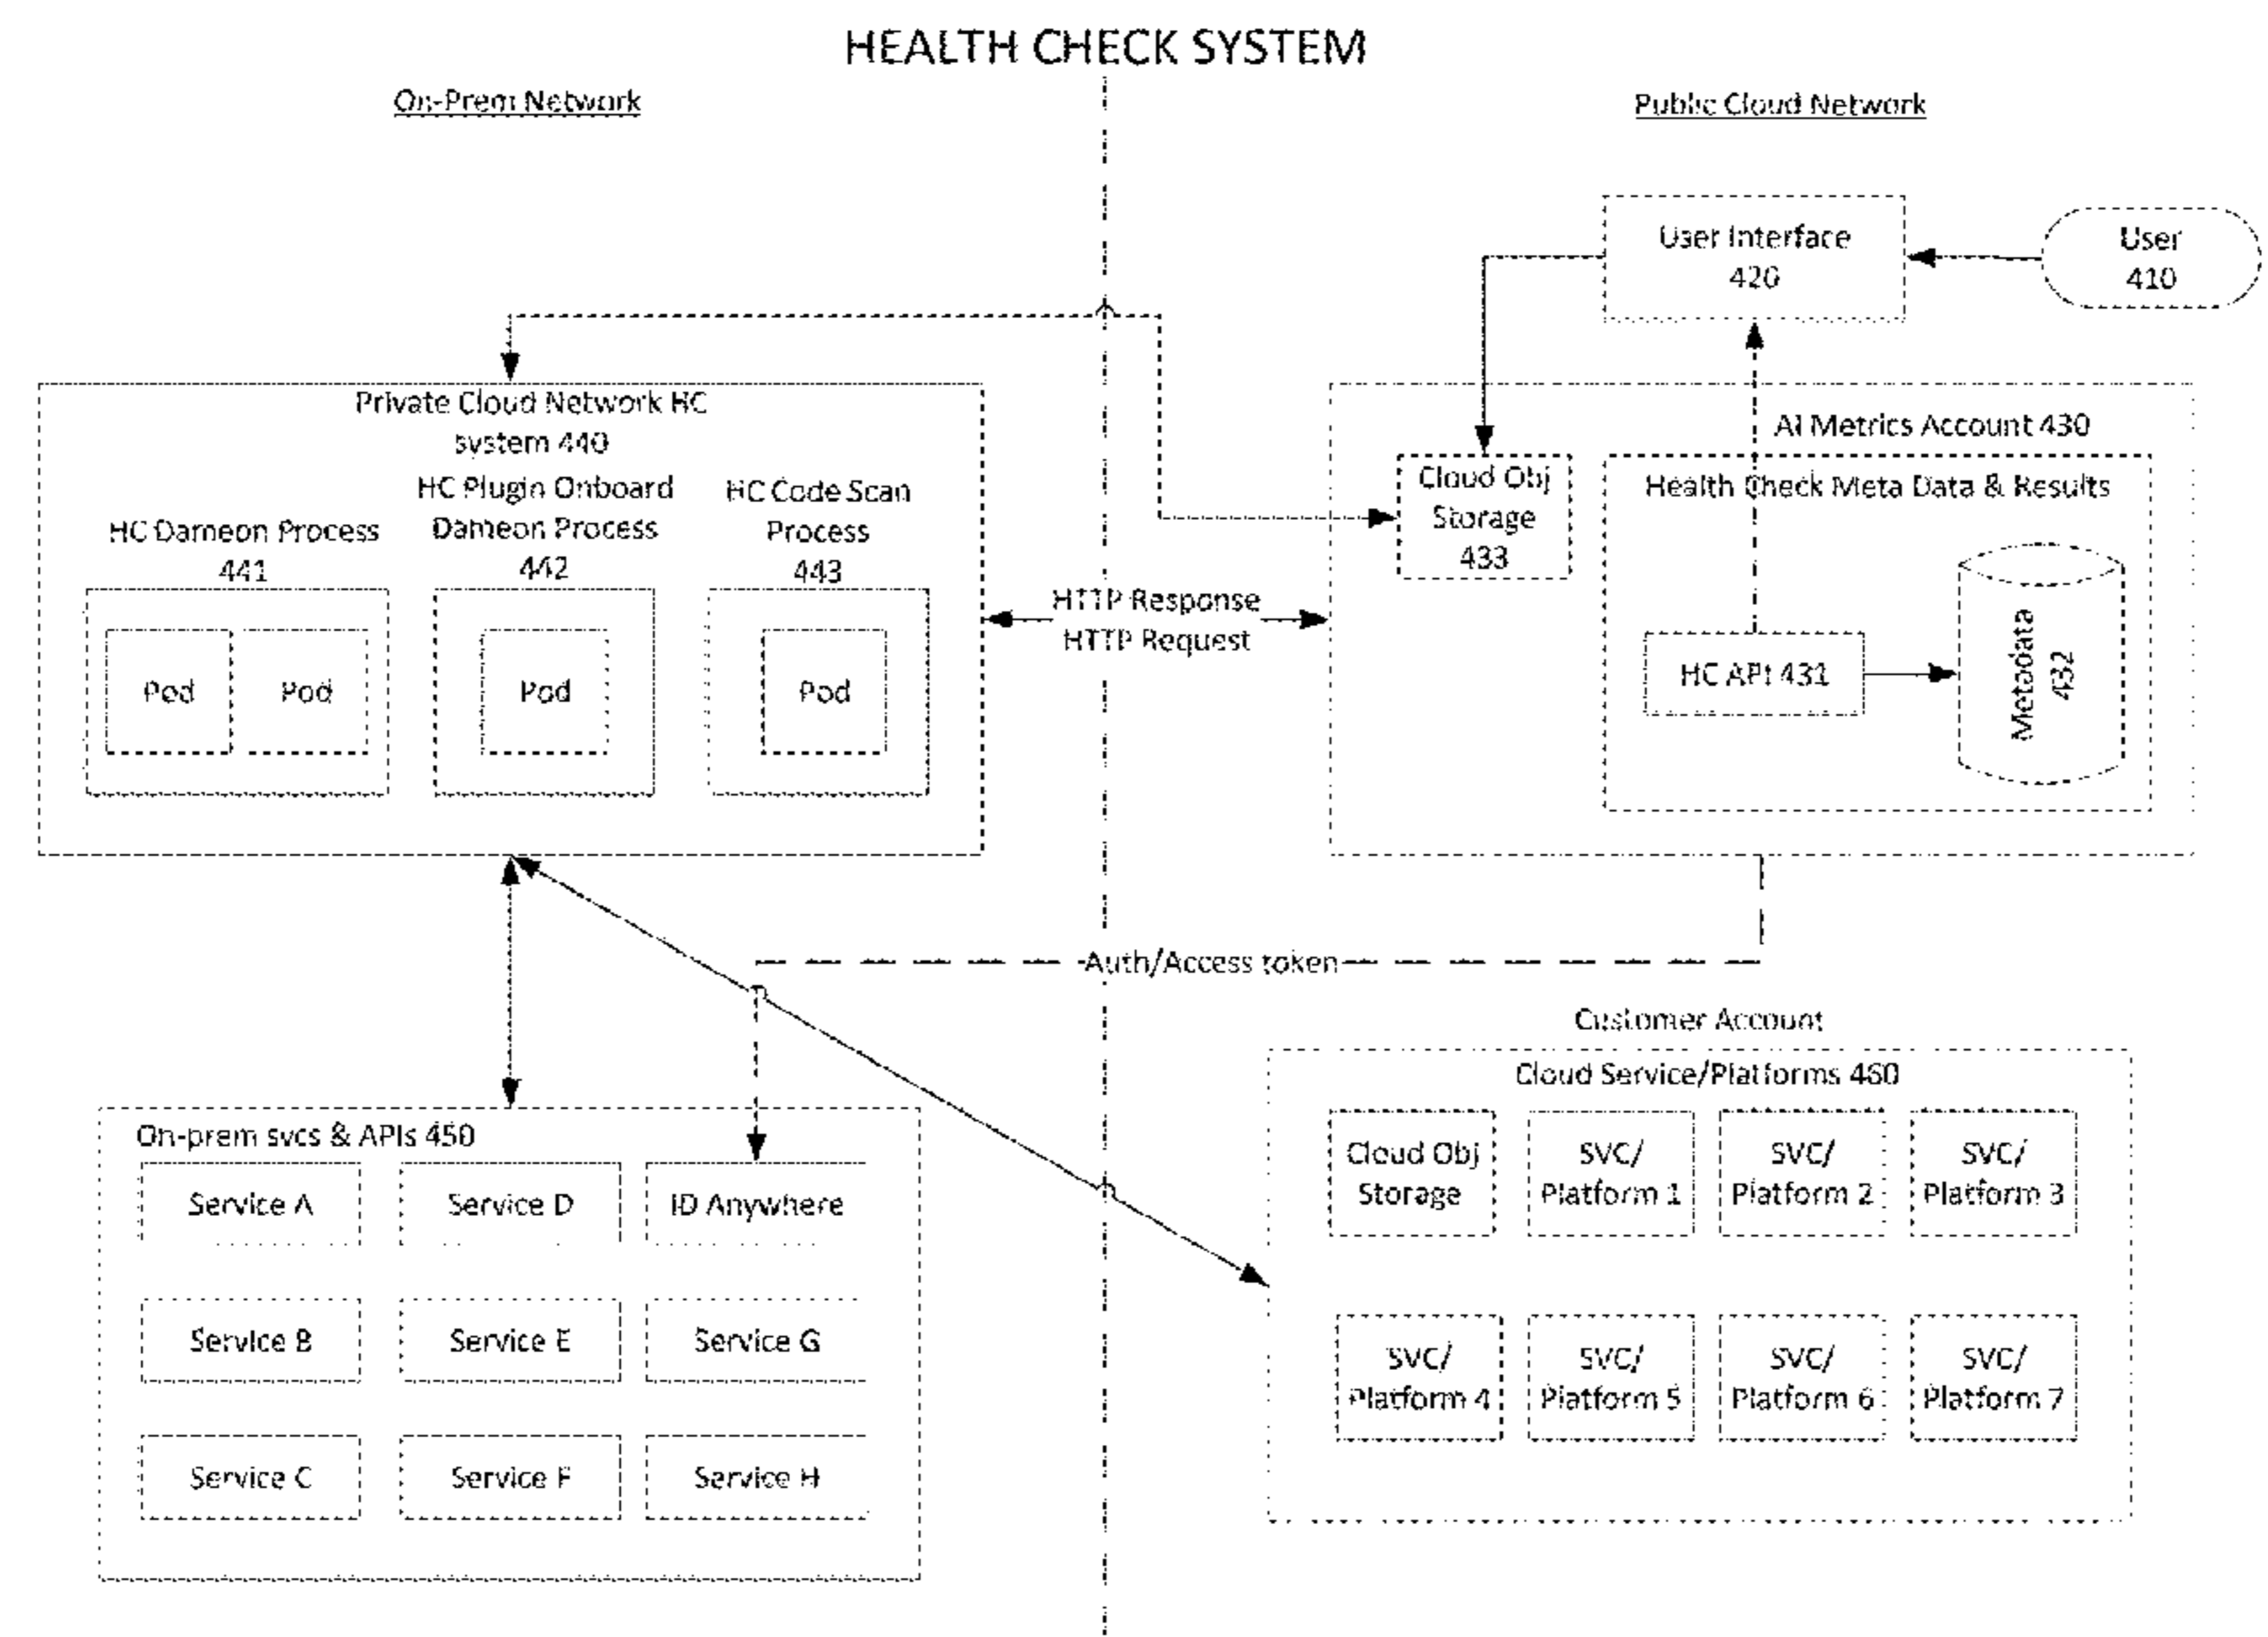 HEALTH CHECK SYSTEM
On-Prem Network
Public Cloud Network
User Interface
420
User
410
Private Cloud Network HC
system 440
HC Dameon Process
441
HC Plugin Onboard
Dameon Process
442
HC Code Scan
Process
443
Pod
Pod
Pod
Pod
HTTP Response
HTTP Request
AI Metrics Account 430
Cloud Obj
Storage
433
Health Check Meta Data & Results
HC API 431
Metadata
432
Auth/Access token
On-prem svcs & APIs 450
Service A
Service D
ID Anywhere
Service B
Service E
Service G
Service C
Service F
Service H
Customer Account
Cloud Service/Platforms 460
Cloud Obj
Storage
SVC/
Platform 1
SVC/
Platform 2
SVC/
Platform 3
SVC/
Platform 4
SVC/
Platform 5
SVC/
Platform 6
SVC/
Platform 7